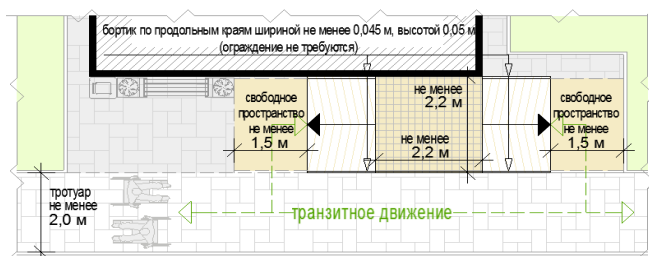 бортик по продольным краям шириной не менее 0,045 м, высотой 0,05 м
(ограждение не требуются)
свободное
пространство
не менее
1,5 м
не менее
2,2 м
не менее
2,2 м
свободное
пространство
не менее
1,5 м
тротуар
не менее
2,0 м
транзитное движение